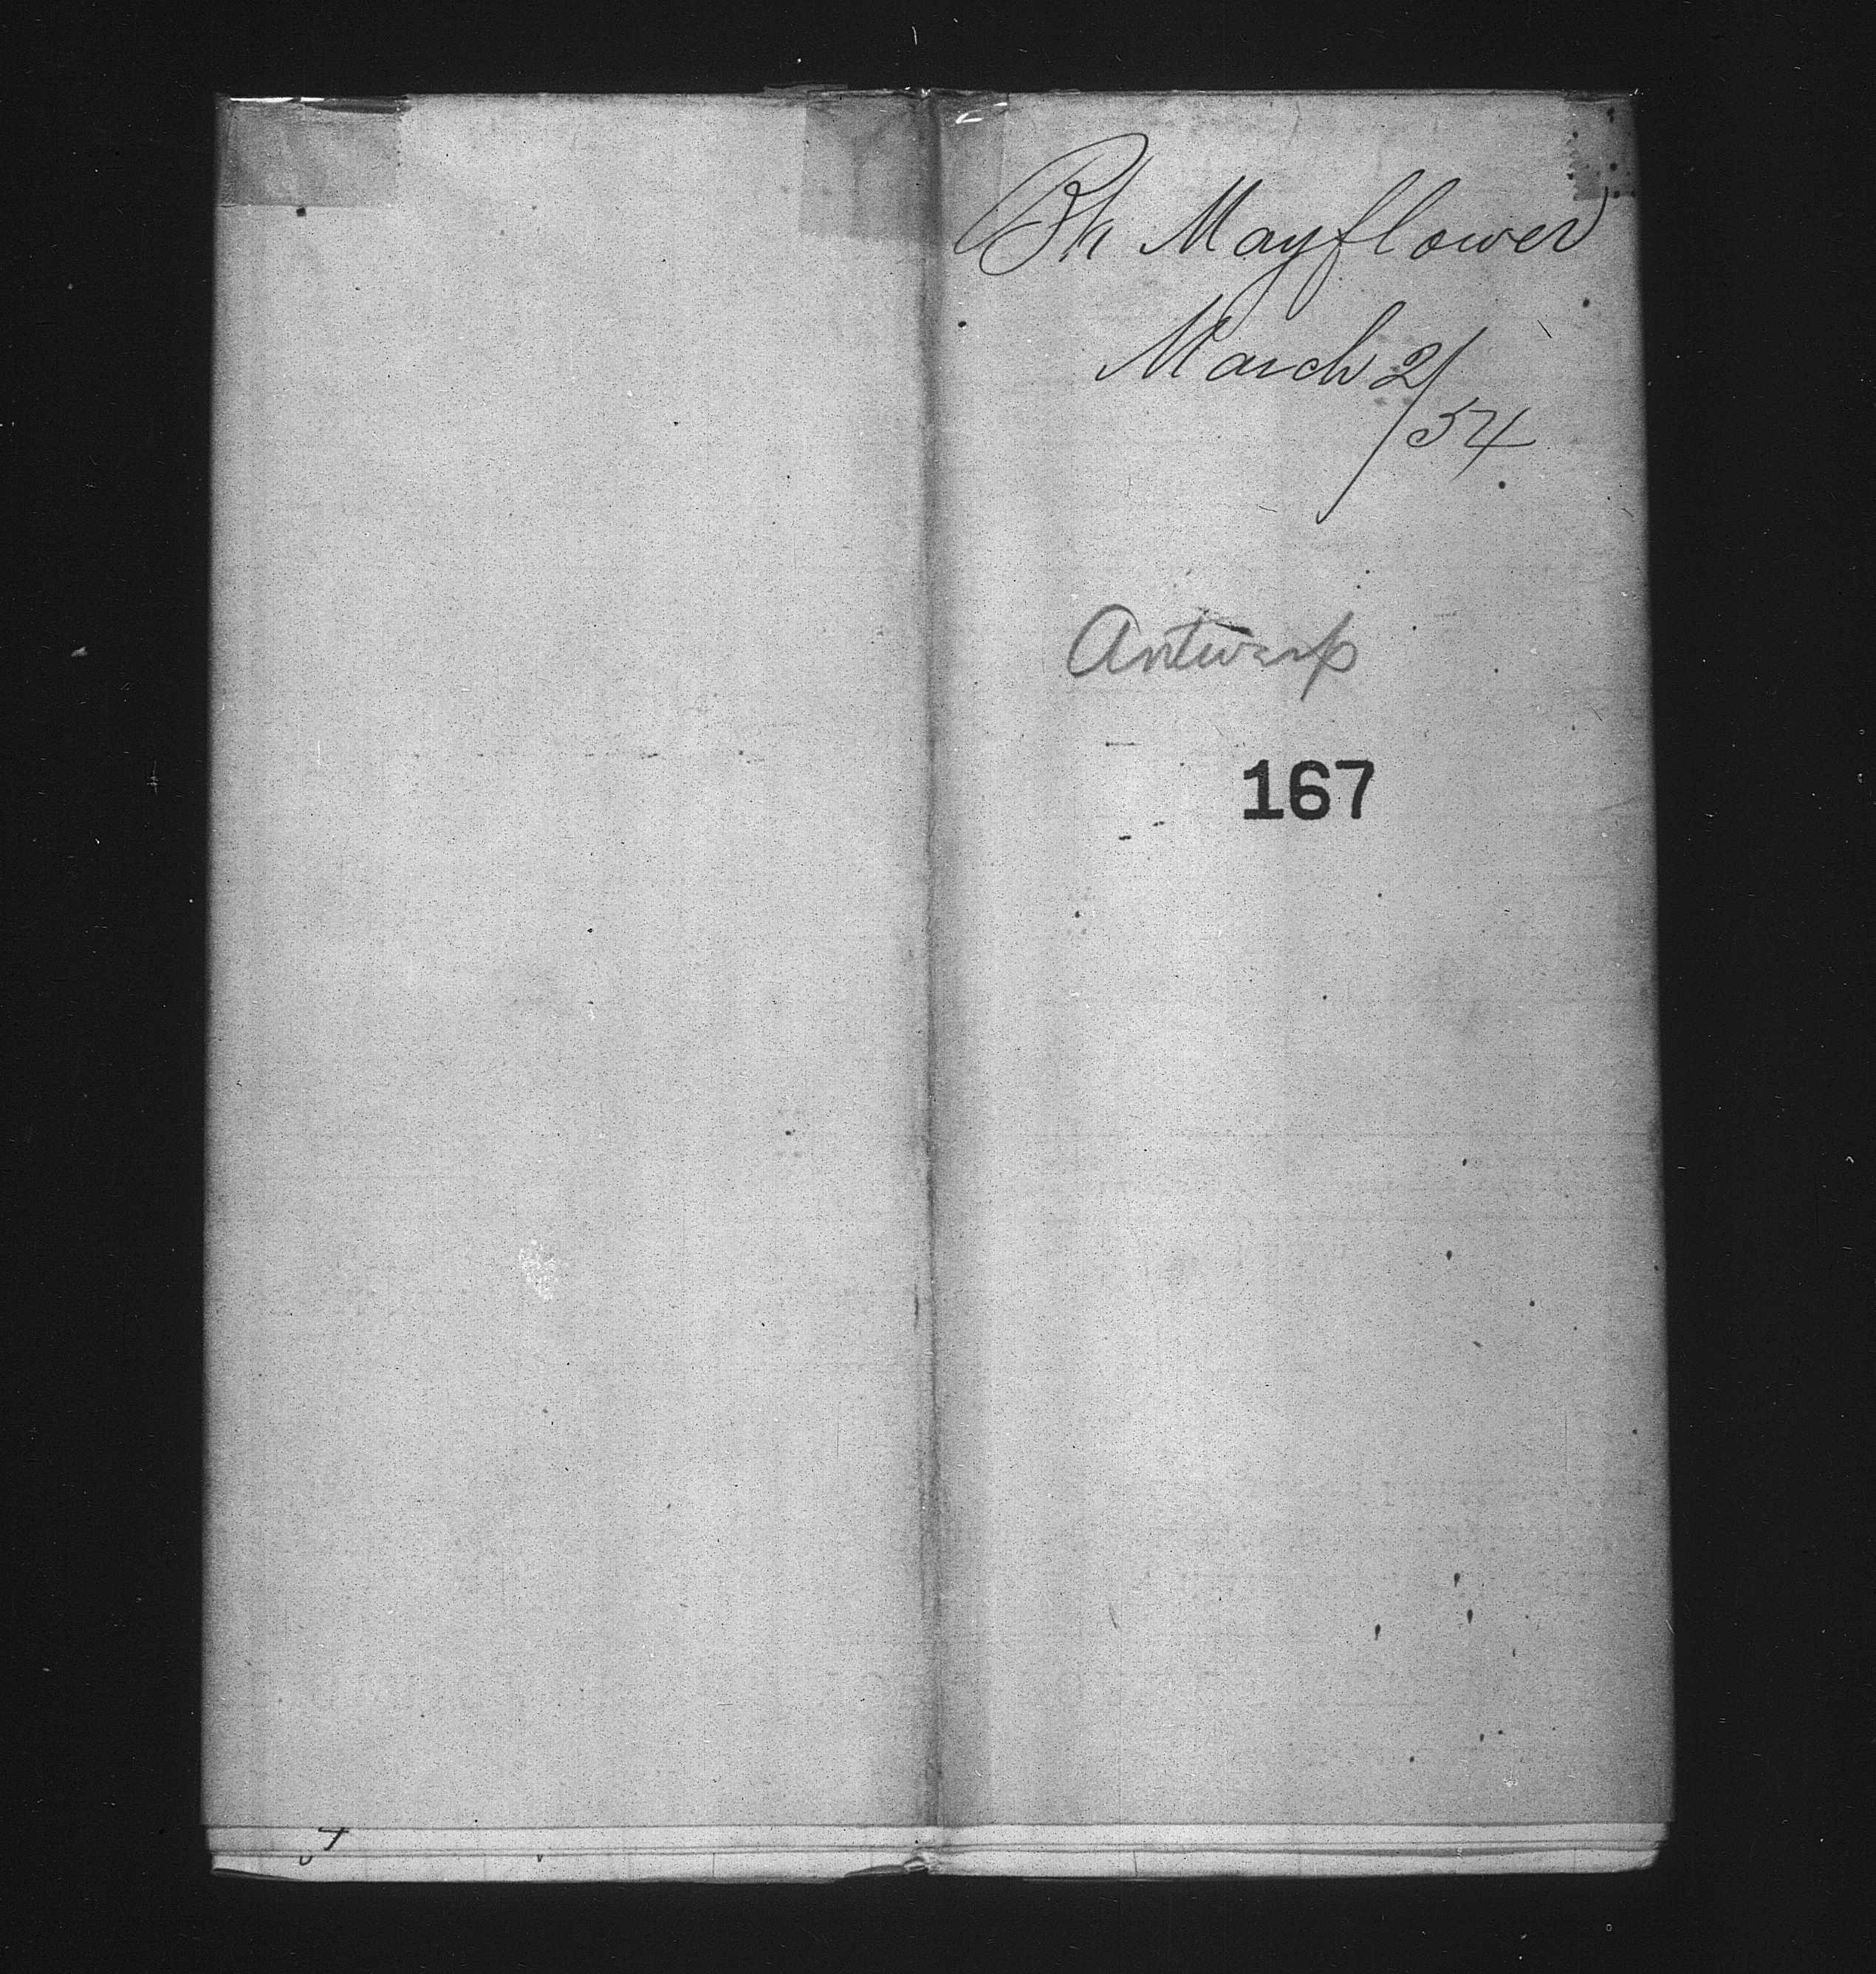 Bk Mayflower
March 2/54
Antwerp
167